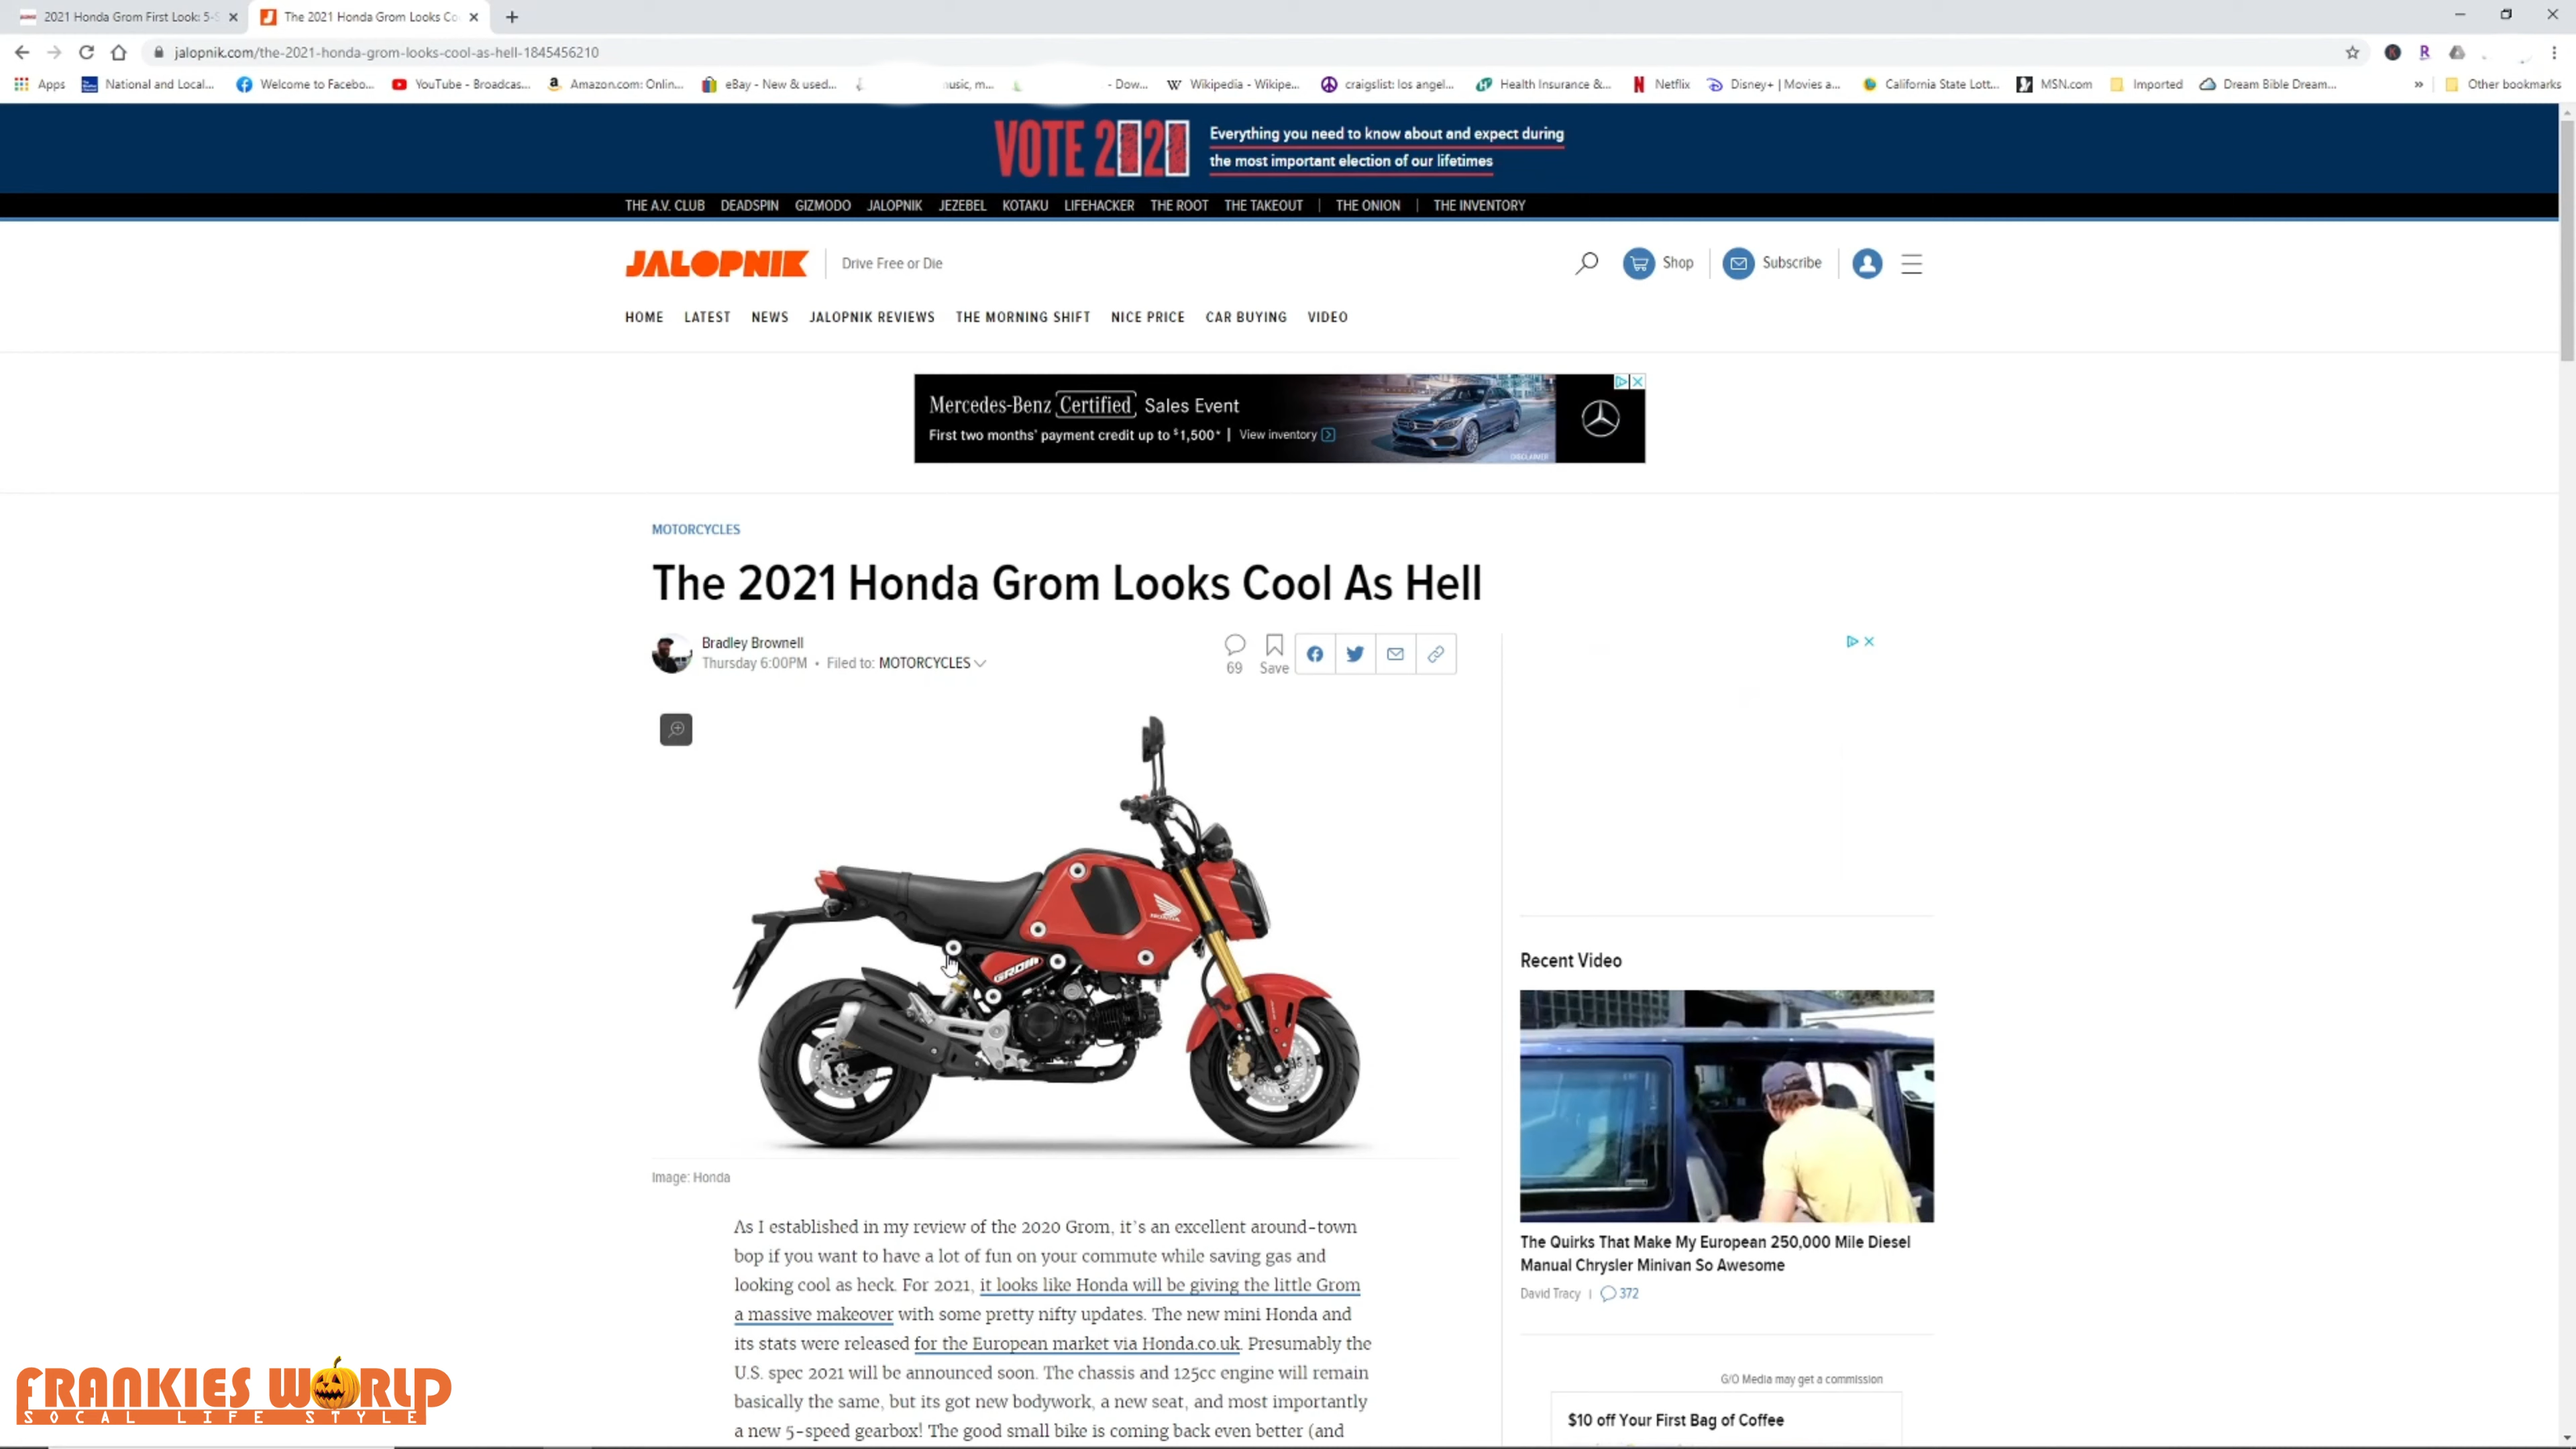 2021 Honda Grom First Look: 5-S
The 2021 Honda Grom Looks Co
jalopnik.com/the-2021-honda-grom-looks-cool-as-hell-1845456210
Apps National and Local... Welcome to Facebo... YouTube - Broadcas... Amazon.com: Onlin... eBay - New & used... usic, m... - Dow... Wikipedia - Wikipe... craigslist: los angel... Health Insurance &... Netflix Disney+ | Movies a... California State Lott... MSN.com Imported Dream Bible Dream... » Other bookmarks
VOTE 2020
Everything you need to know about and expect during
the most important election of our lifetimes
THE A.V. CLUB DEADSPIN GIZMODO JALOPNIK JEZEBEL KOTAKU LIFEHACKER THE ROOT THE TAKEOUT | THE ONION | THE INVENTORY
JALOPNIK Drive Free or Die
Shop Subscribe
HOME LATEST NEWS JALOPNIK REVIEWS THE MORNING SHIFT NICE PRICE CAR BUYING VIDEO
Mercedes-Benz Certified Sales Event
First two months' payment credit up to $1,500* | View inventory
DISCLAIMER
MOTORCYCLES
The 2021 Honda Grom Looks Cool As Hell
Bradley Brownell
Thursday 6:00PM • Filed to: MOTORCYCLES
69 Save
HONDA
GROM
Image: Honda
As I established in my review of the 2020 Grom, it's an excellent around-town
bop if you want to have a lot of fun on your commute while saving gas and
looking cool as heck. For 2021, it looks like Honda will be giving the little Grom
a massive makeover with some pretty nifty updates. The new mini Honda and
its stats were released for the European market via Honda.co.uk. Presumably the
U.S. spec 2021 will be announced soon. The chassis and 125cc engine will remain
basically the same, but its got new bodywork, a new seat, and most importantly
a new 5-speed gearbox! The good small bike is coming back even better (and
Recent Video
The Quirks That Make My European 250,000 Mile Diesel
Manual Chrysler Minivan So Awesome
David Tracy | 372
G/O Media may get a commission
$10 off Your First Bag of Coffee
FRANKIES WORLD
SOCAL LIFE STYLE